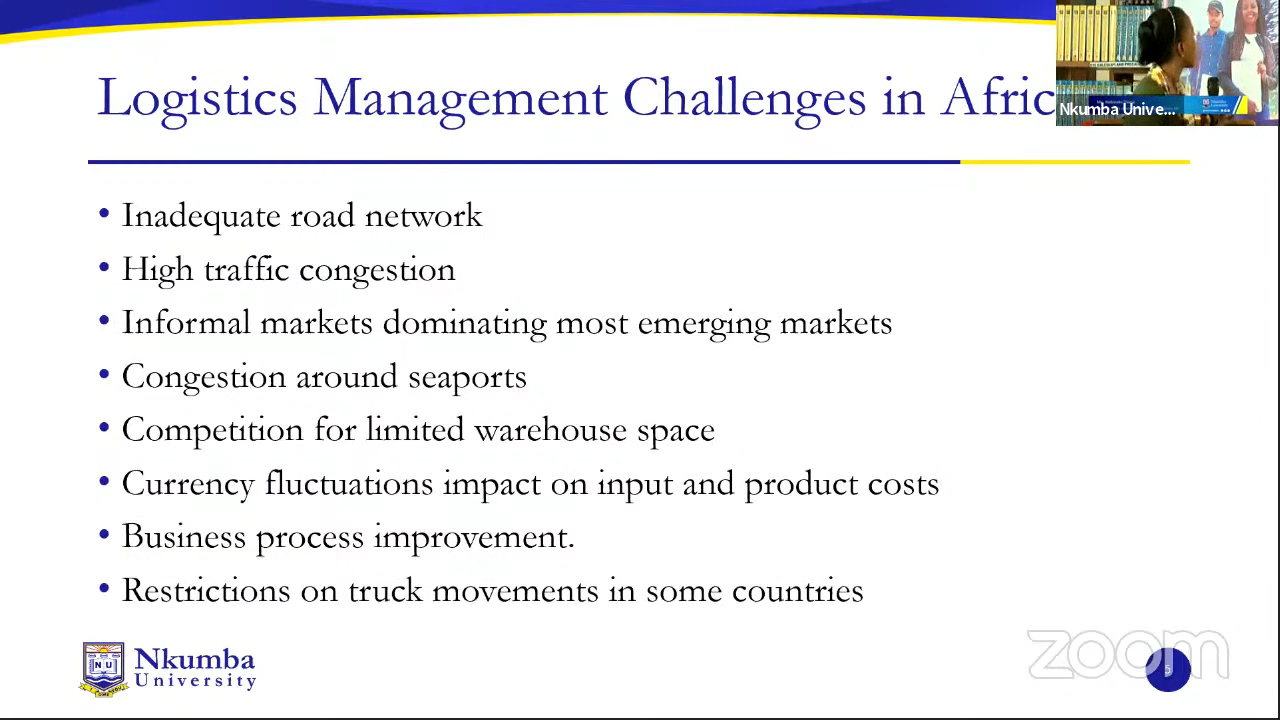 Logistics Management Challenges in Afric
Nkumba Unive...
• Inadequate road network
• High traffic congestion
• Informal markets dominating most emerging markets
• Congestion around seaports
• Competition for limited warehouse space
• Currency fluctuations impact on input and product costs
• Business process improvement.
• Restrictions on truck movements in some countries
N U
Nkumba
University
zoom
5